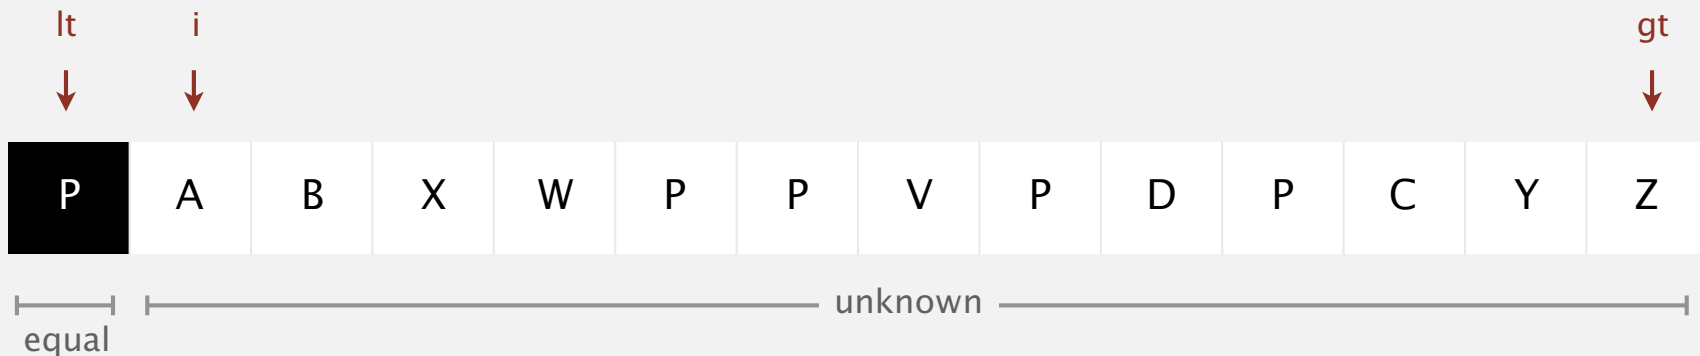 lt i gt
P A B X W P P V P D P C Y Z
unknown
equal